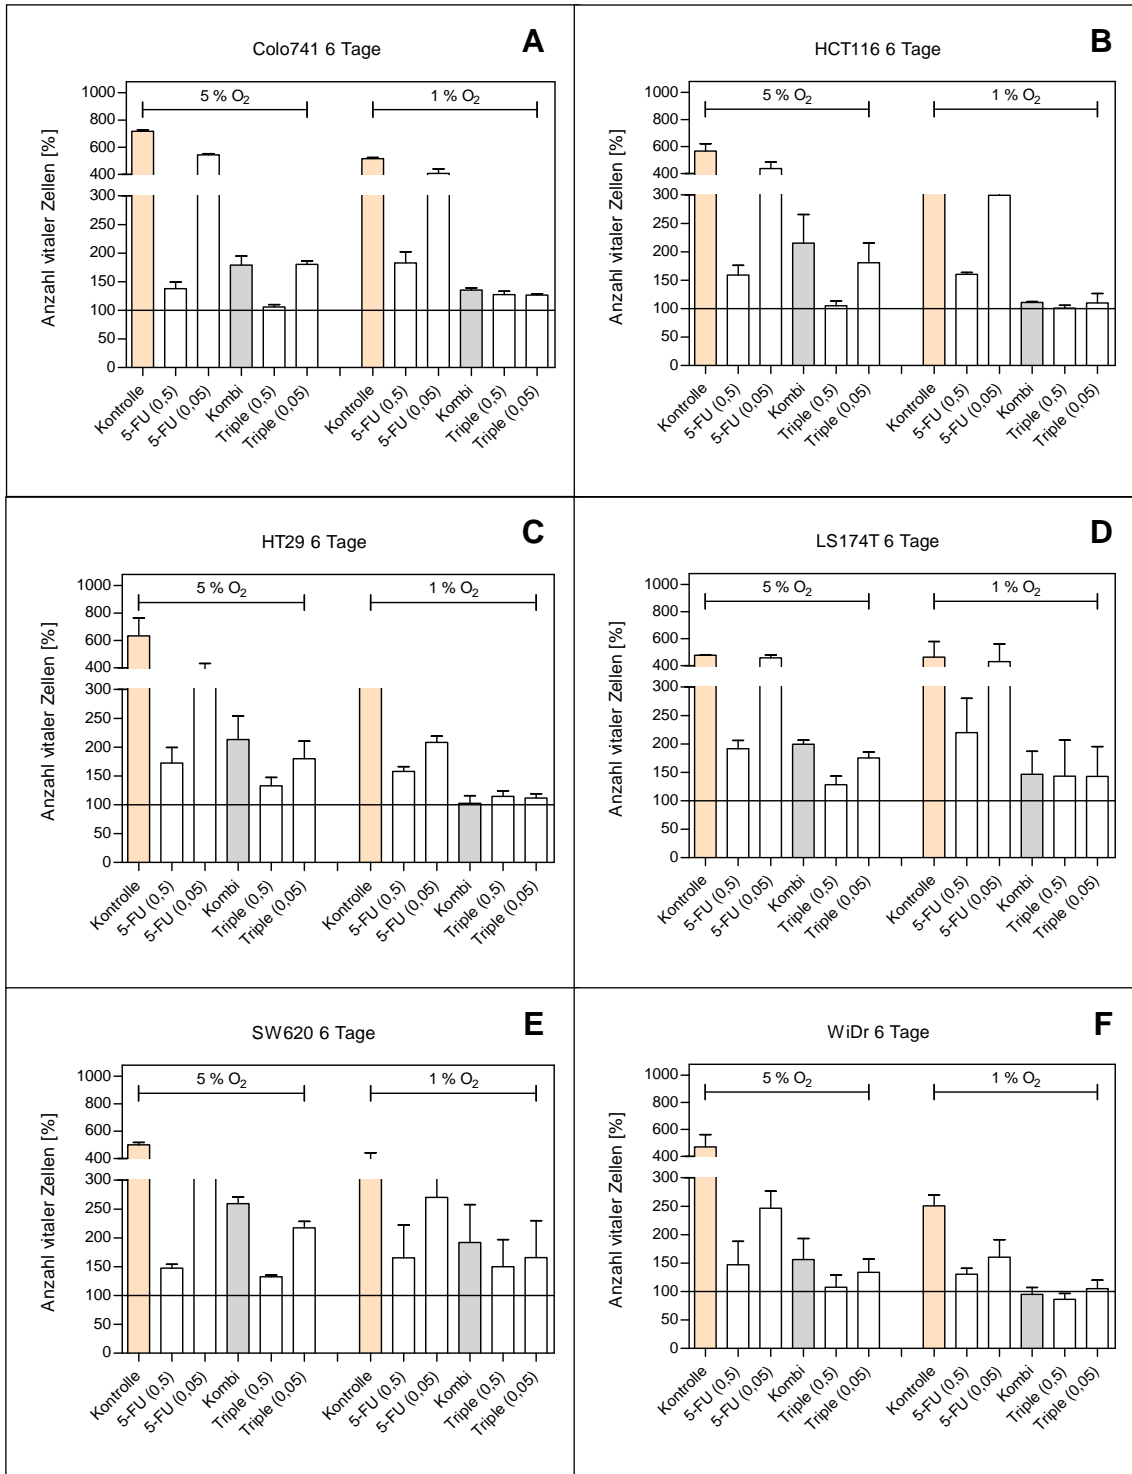 A
Colo741 6 Tage
5 % O₂
1 % O₂
Anzahl vitaler Zellen [%]
1000
800
600
400
300
250
200
150
100
50
0
Kontrolle
5-FU (0,5)
5-FU (0,05)
Kombi
Triple (0,5)
Triple (0,05)
Kontrolle
5-FU (0,5)
5-FU (0,05)
Kombi
Triple (0,5)
Triple (0,05)
B
HCT116 6 Tage
5 % O₂
1 % O₂
Anzahl vitaler Zellen [%]
1000
800
600
400
300
250
200
150
100
50
0
Kontrolle
5-FU (0,5)
5-FU (0,05)
Kombi
Triple (0,5)
Triple (0,05)
Kontrolle
5-FU (0,5)
5-FU (0,05)
Kombi
Triple (0,5)
Triple (0,05)
C
HT29 6 Tage
5 % O₂
1 % O₂
Anzahl vitaler Zellen [%]
1000
800
600
400
300
250
200
150
100
50
0
Kontrolle
5-FU (0,5)
5-FU (0,05)
Kombi
Triple (0,5)
Triple (0,05)
Kontrolle
5-FU (0,5)
5-FU (0,05)
Kombi
Triple (0,5)
Triple (0,05)
D
LS174T 6 Tage
5 % O₂
1 % O₂
Anzahl vitaler Zellen [%]
1000
800
600
400
300
250
200
150
100
50
0
Kontrolle
5-FU (0,5)
5-FU (0,05)
Kombi
Triple (0,5)
Triple (0,05)
Kontrolle
5-FU (0,5)
5-FU (0,05)
Kombi
Triple (0,5)
Triple (0,05)
E
SW620 6 Tage
5 % O₂
1 % O₂
Anzahl vitaler Zellen [%]
1000
800
600
400
300
250
200
150
100
50
0
Kontrolle
5-FU (0,5)
5-FU (0,05)
Kombi
Triple (0,5)
Triple (0,05)
Kontrolle
5-FU (0,5)
5-FU (0,05)
Kombi
Triple (0,5)
Triple (0,05)
F
WiDr 6 Tage
5 % O₂
1 % O₂
Anzahl vitaler Zellen [%]
1000
800
600
400
300
250
200
150
100
50
0
Kontrolle
5-FU (0,5)
5-FU (0,05)
Kombi
Triple (0,5)
Triple (0,05)
Kontrolle
5-FU (0,5)
5-FU (0,05)
Kombi
Triple (0,5)
Triple (0,05)